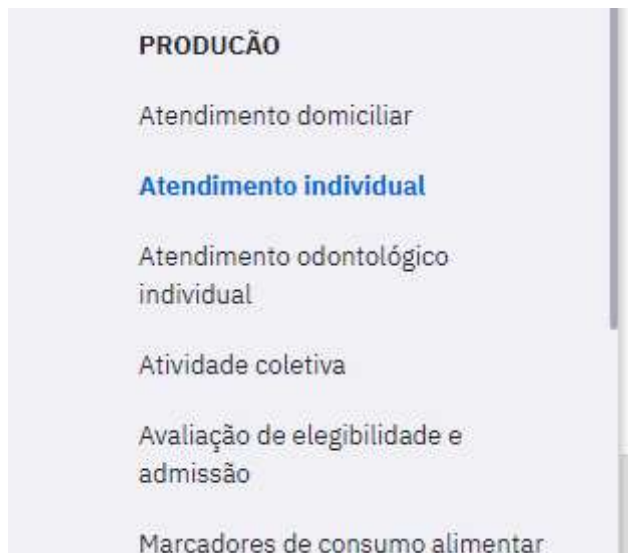 PRODUCÃO
Atendimento domiciliar
Atendimento individual
Atendimento odontológico
individual
Atividade coletiva
Avaliação de elegibilidade e
admissão
Marcadores de consumo alimentar